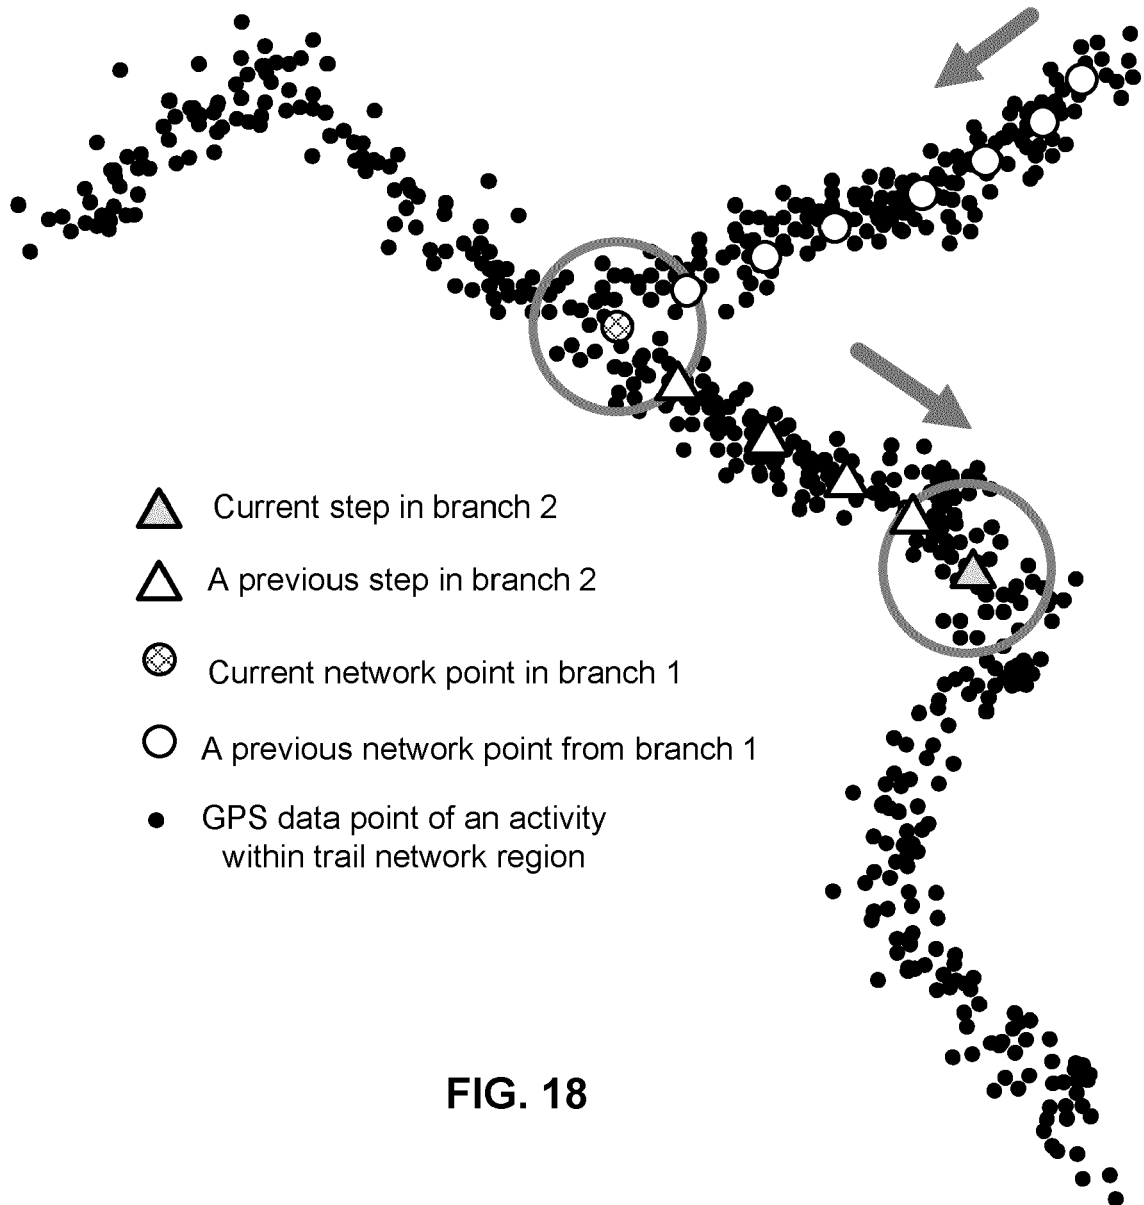 Current step in branch 2
A previous step in branch 2
Current network point in branch 1
A previous network point from branch 1
GPS data point of an activity
within trail network region
FIG. 18